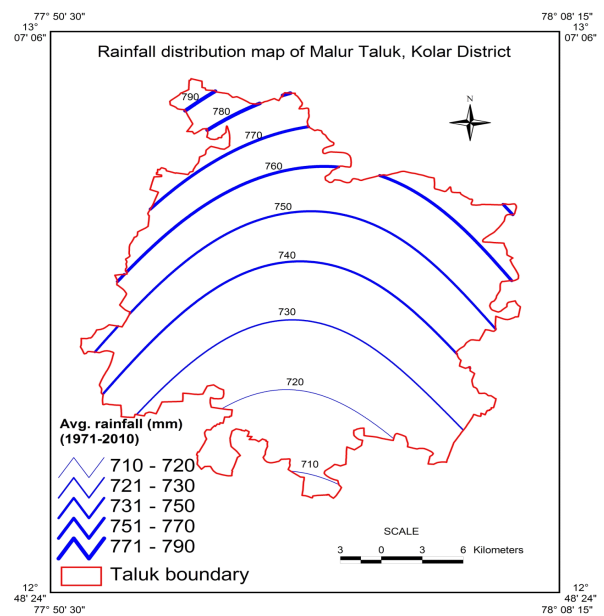 77° 50' 30"
78° 08' 15"
13°
07' 06"
13°
07' 06"
Rainfall distribution map of Malur Taluk, Kolar District
N
790
780
770
760
750
740
730
720
710
Avg. rainfall (mm)
(1971-2010)
710 - 720
721 - 730
731 - 750
751 - 770
771 - 790
Taluk boundary
SCALE
3 0 3 6 Kilometers
12°
48' 24"
12°
48' 24"
77° 50' 30"
78° 08' 15"